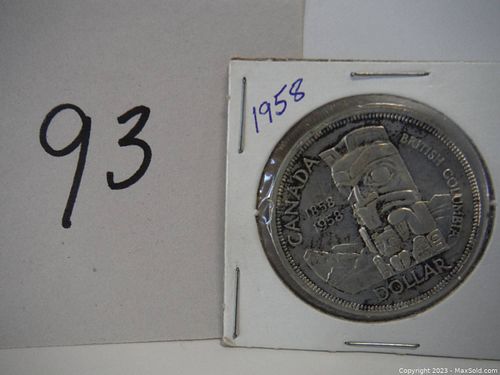 93
1958
CANADA
1858
1958
BRITISH COLUMBIA
DOLLAR
Copyright 2023 - MaxSold.com